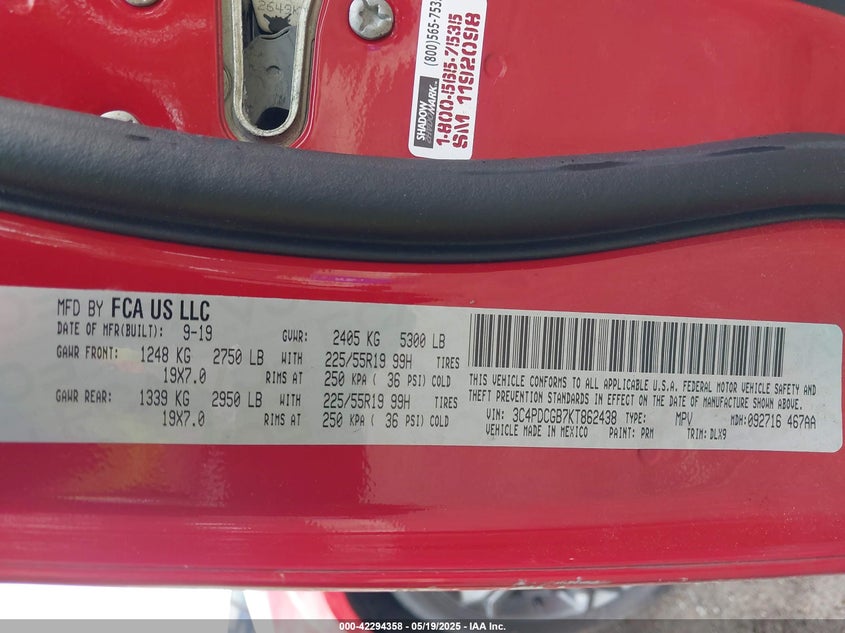 2649
(800)565-753
SHADOW
MARK.
1-800-565-75315
SM 1192098
MFD BY FCA US LLC
DATE OF MFR(BUILT): 9-19 GVWR: 2405 KG 5300 LB
GAWR FRONT: 1248 KG 2750 LB WITH 225/55R19 99H TIRES
19X7.0 RIMS AT 250 KPA ( 36 PSI) COLD
GAWR REAR: 1339 KG 2950 LB WITH 225/55R19 99H TIRES
19X7.0 RIMS AT 250 KPA ( 36 PSI) COLD
THIS VEHICLE CONFORMS TO ALL APPLICABLE U.S.A. FEDERAL MOTOR VEHICLE SAFETY AND
THEFT PREVENTION STANDARDS IN EFFECT ON THE DATE OF MANUFACTURE SHOWN ABOVE.
VIN: 3C4PDCGB7KT862438 TYPE: MPV MDH:092716 467AA
VEHICLE MADE IN MEXICO PAINT: PRM TRIM: DLX9
000-42294358 - 05/19/2025 - IAA Inc.